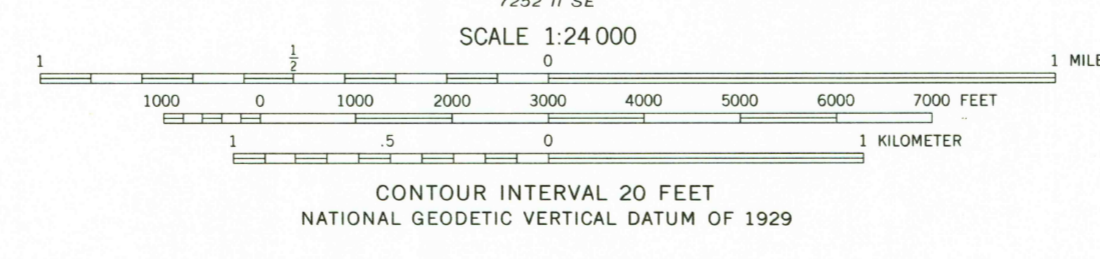 SCALE 1:24 000
1 1/2 0 1 MILE
1000 0 1000 2000 3000 4000 5000 6000 7000 FEET
1 .5 0 1 KILOMETER
CONTOUR INTERVAL 20 FEET
NATIONAL GEODETIC VERTICAL DATUM OF 1929